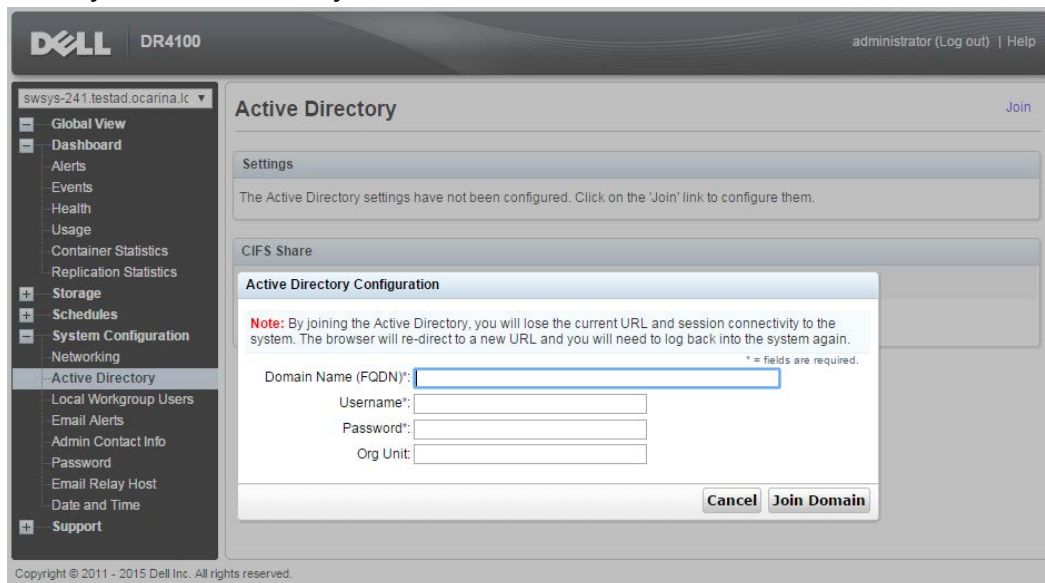 DELL DR4100
administrator (Log out) | Help
swsys-241.testad.ocarina.lc
Global View
Dashboard
Alerts
Events
Health
Usage
Container Statistics
Replication Statistics
Storage
Schedules
System Configuration
Networking
Active Directory
Local Workgroup Users
Email Alerts
Admin Contact Info
Password
Email Relay Host
Date and Time
Support
Active Directory
Join
Settings
The Active Directory settings have not been configured. Click on the 'Join' link to configure them.
CIFS Share
Active Directory Configuration
Note: By joining the Active Directory, you will lose the current URL and session connectivity to the
system. The browser will re-direct to a new URL and you will need to log back into the system again.
* = fields are required.
Domain Name (FQDN)*:
Username*:
Password*:
Org Unit:
Cancel Join Domain
Copyright © 2011 - 2015 Dell Inc. All rights reserved.